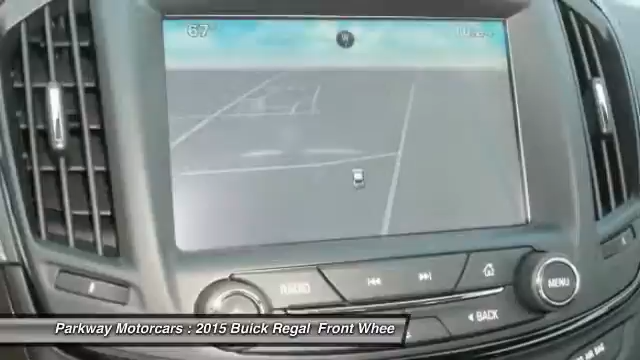 67°
RADIO
MENU
BACK
Parkway Motorcars : 2015 Buick Regal Front Whee